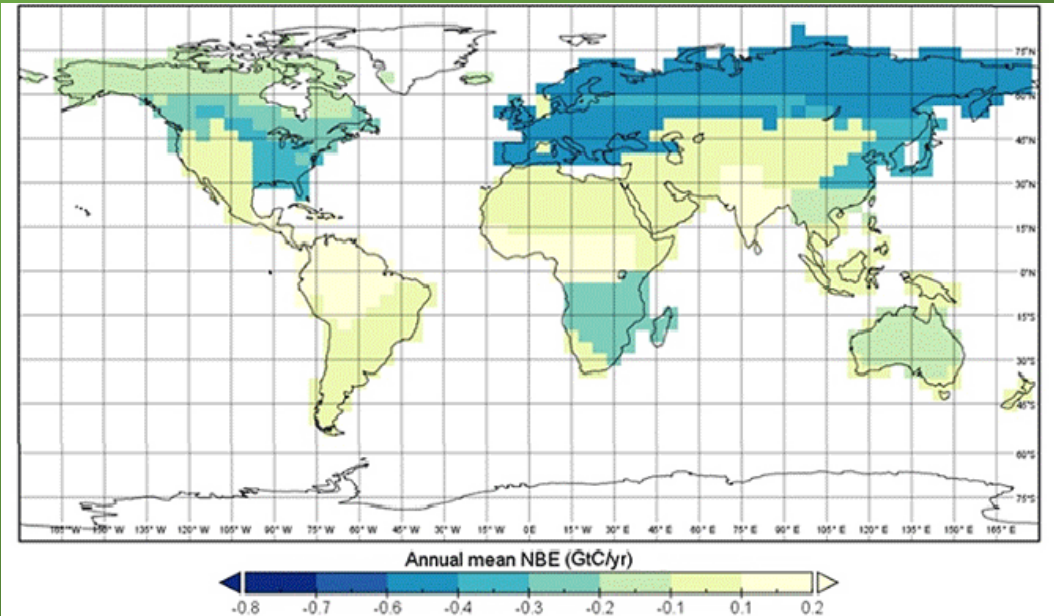 75°N
60°N
45°N
30°N
15°N
0°N
15°S
30°S
45°S
60°S
75°S
165° W 150° W 135° W 120° W 105° W 90° W 75° W 60° W 45° W 30° W 15° W 0 E 15° E 30° E 45° E 60° E 75° E 90° E 105° E 120° E 135° E 150° E 165° E
Annual mean NBE (GtC/yr)
-0.8 -0.7 -0.6 -0.4 -0.3 -0.2 -0.1 0.1 0.2